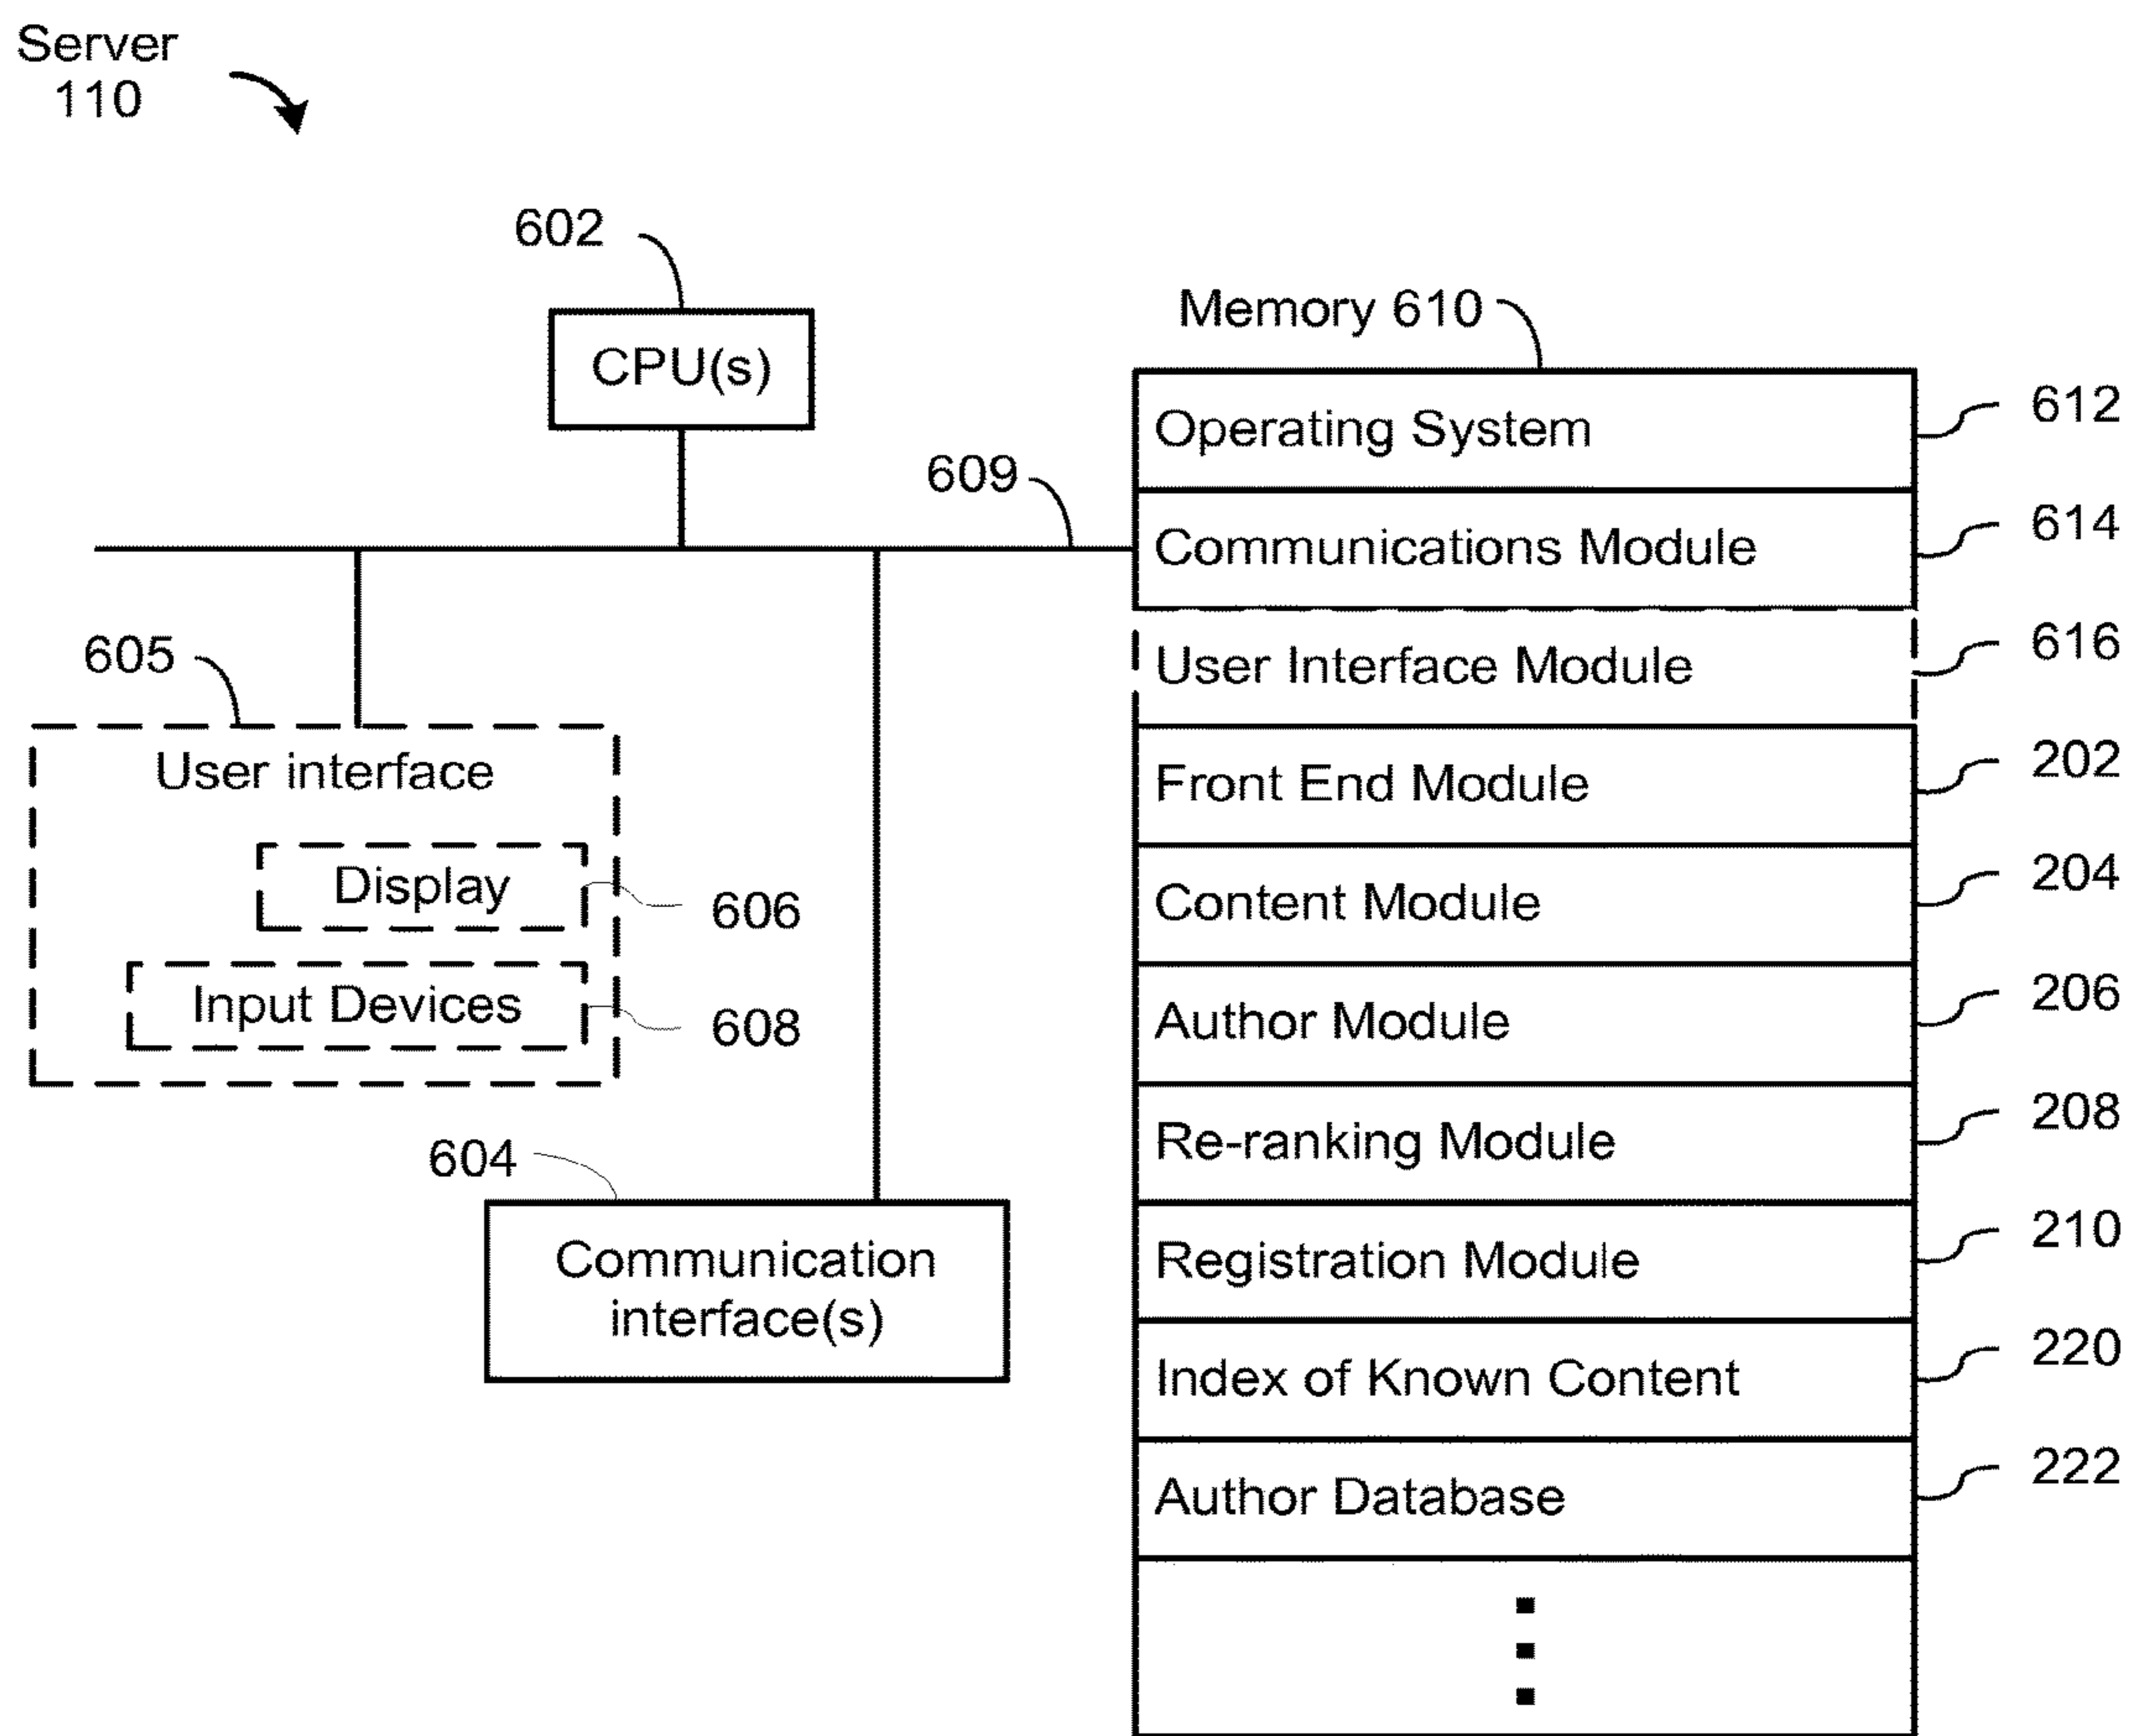 Server
110
602
CPU(s)
609
605
User interface
Display
606
Input Devices
608
604
Communication
interface(s)
Memory 610
Operating System 612
Communications Module 614
User Interface Module 616
Front End Module 202
Content Module 204
Author Module 206
Re-ranking Module 208
Registration Module 210
Index of Known Content 220
Author Database 222